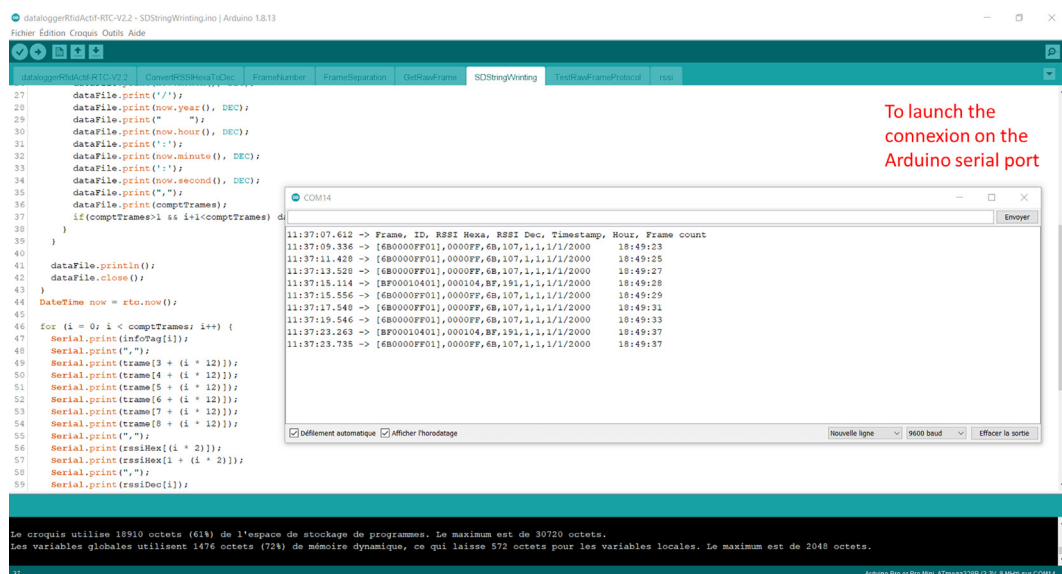 dataloggerRfidActif-RTC-V2.2 - SDStringWrinting.ino | Arduino 1.8.13
Fichier Édition Croquis Outils Aide
dataloggerRfidActif-RTC-V2.2 ConvertRSSIHexaToDec FrameNumber FrameSeparation GetRawFrame SDStringWrinting TestRawFrameProtocol rssi
27 dataFile.print('/');
28 dataFile.print(now.year(), DEC);
29 dataFile.print("     ");
30 dataFile.print(now.hour(), DEC);
31 dataFile.print(':');
32 dataFile.print(now.minute(), DEC);
33 dataFile.print(':');
34 dataFile.print(now.second(), DEC);
35 dataFile.print(",");
36 dataFile.print(comptTrames);
37 if(comptTrames>1 && i+1<comptTrames) d
38 }
39 }
40
41 dataFile.println();
42 dataFile.close();
43 }
44 DateTime now = rtc.now();
45
46 for (i = 0; i < comptTrames; i++) {
47 Serial.print(infoTag[i]);
48 Serial.print(",");
49 Serial.print(trame[3 + (i * 12)]);
50 Serial.print(trame[4 + (i * 12)]);
51 Serial.print(trame[5 + (i * 12)]);
52 Serial.print(trame[6 + (i * 12)]);
53 Serial.print(trame[7 + (i * 12)]);
54 Serial.print(trame[8 + (i * 12)]);
55 Serial.print(",");
56 Serial.print(rssiHex[(i * 2)]);
57 Serial.print(rssiHex[1 + (i * 2)]);
58 Serial.print(",");
59 Serial.print(rssiDec[i]);
To launch the
connexion on the
Arduino serial port
COM14
Envoyer
11:37:07.612 -> Frame, ID, RSSI Hexa, RSSI Dec, Timestamp, Hour, Frame count
11:37:09.336 -> [6B0000FF01],0000FF,6B,107,1,1,1/1/2000 18:49:23
11:37:11.428 -> [6B0000FF01],0000FF,6B,107,1,1,1/1/2000 18:49:25
11:37:13.528 -> [6B0000FF01],0000FF,6B,107,1,1,1/1/2000 18:49:27
11:37:15.114 -> [BF00010401],000104,BF,191,1,1,1/1/2000 18:49:28
11:37:15.556 -> [6B0000FF01],0000FF,6B,107,1,1,1/1/2000 18:49:29
11:37:17.548 -> [6B0000FF01],0000FF,6B,107,1,1,1/1/2000 18:49:31
11:37:19.546 -> [6B0000FF01],0000FF,6B,107,1,1,1/1/2000 18:49:33
11:37:23.263 -> [BF00010401],000104,BF,191,1,1,1/1/2000 18:49:37
11:37:23.735 -> [6B0000FF01],0000FF,6B,107,1,1,1/1/2000 18:49:37
Défilement automatique Afficher l'horodatage Nouvelle ligne 9600 baud Effacer la sortie
Le croquis utilise 18910 octets (61%) de l'espace de stockage de programmes. Le maximum est de 30720 octets.
Les variables globales utilisent 1476 octets (72%) de mémoire dynamique, ce qui laisse 572 octets pour les variables locales. Le maximum est de 2048 octets.